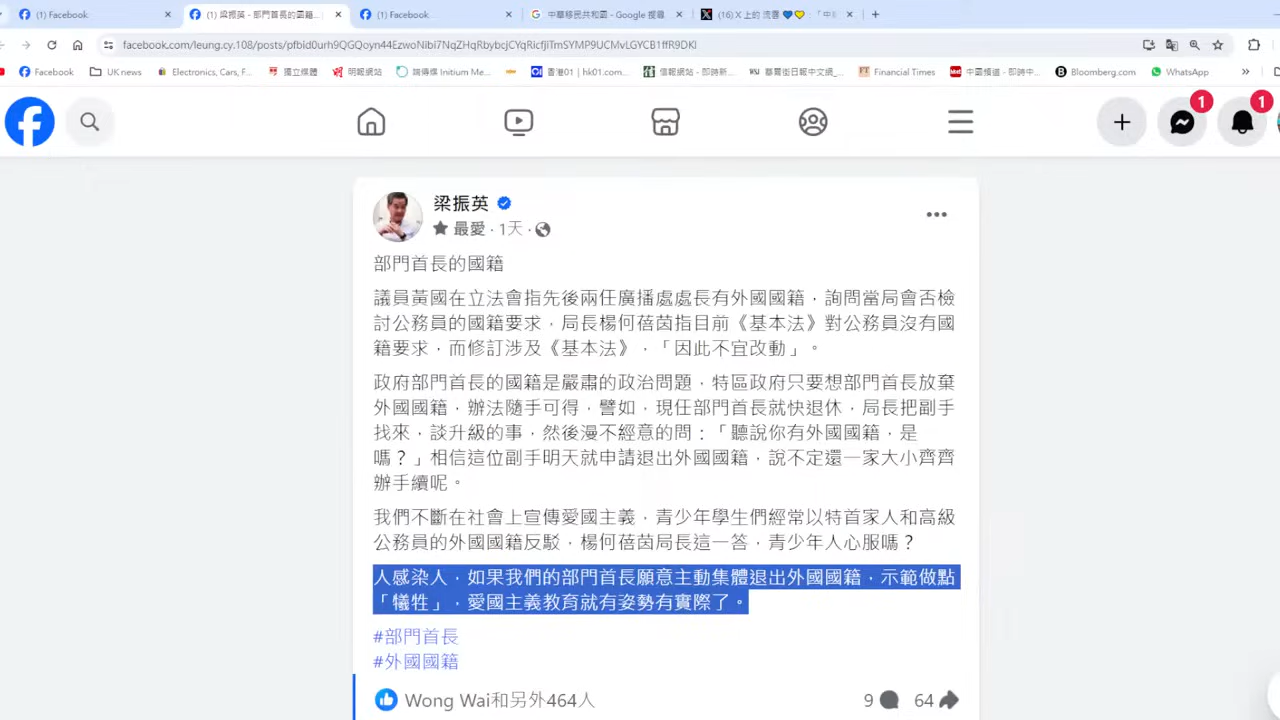 (1) Facebook
(1) 梁振英 - 部門首長的國籍...
(1) Facebook
中華移民共和國 - Google 搜尋
facebook.com/leung.cy.108/posts/
Facebook
UK news
Electronics, Cars, F...
獨立媒體
明報網站
Initium Me...
香港01 | hk01.com...
信報網站 - 即時新...
華爾街日報中文網_...
Financial Times
中國頻道 - 即時中...
Bloomberg.com
WhatsApp
»
1
1
梁振英
最愛 · 1天 ·
部門首長的國籍
議員黃國在立法會指先後兩任廣播處處長有外國國籍，詢問當局會否檢
討公務員的國籍要求，局長楊何蓓茵指目前《基本法》對公務員沒有國
籍要求，而修訂涉及《基本法》，「因此不宜改動」。
政府部門首長的國籍是嚴肅的政治問題，特區政府只要想部門首長放棄
外國國籍，辦法隨手可得，譬如，現任部門首長就快退休，局長把副手
找來，談升級的事，然後漫不經意的問：「聽說你有外國國籍，是
嗎？」相信這位副手明天就申請退出外國國籍，說不定還一家大小齊齊
辦手續呢。
我們不斷在社會上宣傳愛國主義，青少年學生們經常以特首家人和高級
公務員的外國國籍反駁，楊何蓓茵局長這一答，青少年人心服嗎？
人感染人，如果我們的部門首長願意主動集體退出外國國籍，示範做點
「犧牲」，愛國主義教育就有姿勢有實際了。
#部門首長
#外國國籍
Wong Wai和另外464人
9
64